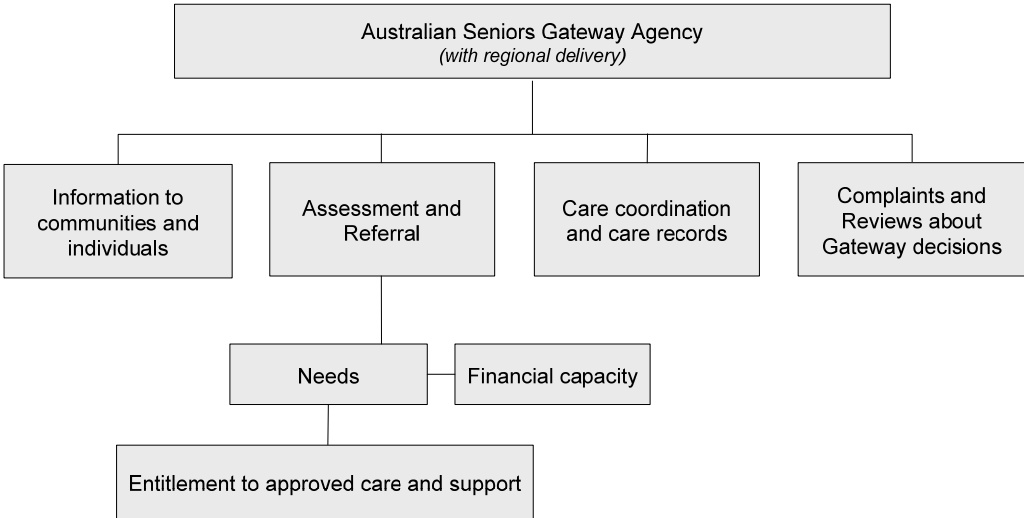 Australian Seniors Gateway Agency
(with regional delivery)
Information to
communities and
individuals
Assessment and
Referral
Care coordination
and care records
Complaints and
Reviews about
Gateway decisions
Needs
Financial capacity
Entitlement to approved care and support